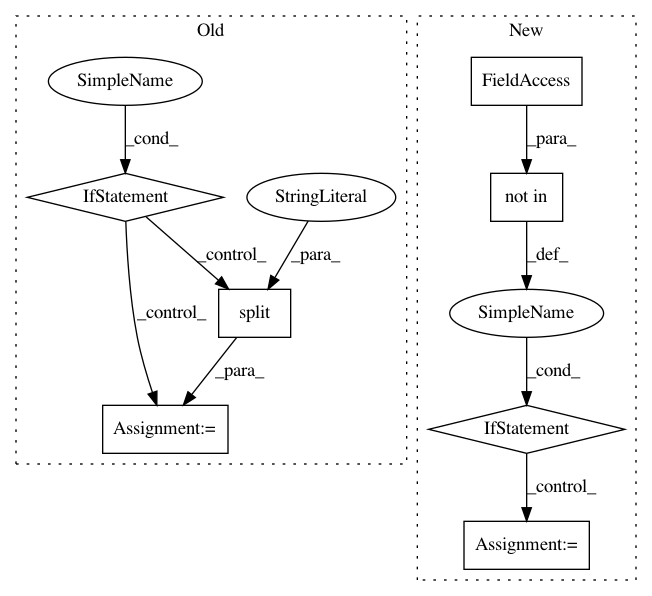 Old
New
SimpleName
FieldAccess
_cond_
_para_
IfStatement
StringLiteral
not in
_control_
_para_
_def_
_control_
split
SimpleName
_para_
_cond_
Assignment:=
IfStatement
_control_
Assignment:=